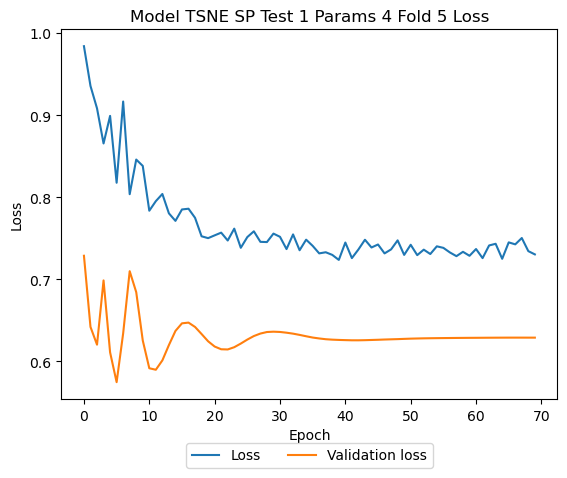 Model TSNE SP Test 1 Params 4 Fold 5 Loss
1.0
0.9
0.8
0.7
0.6
Loss
0 10 20 30 40 50 60 70
Epoch
Loss Validation loss